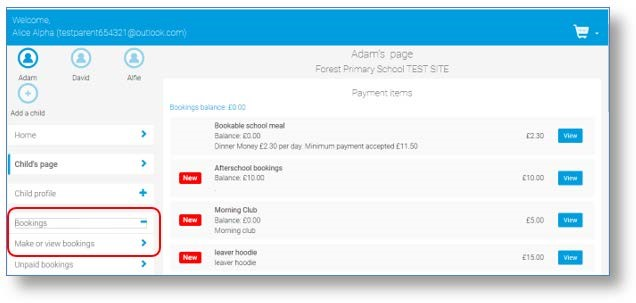 Welcome,
Alice Alpha (testparent654321@outlook.com)
Adam
David
Alfie
Add a child
Home
Child's page
Child profile
Bookings
Make or view bookings
Unpaid bookings
Adam's page
Forest Primary School TEST SITE
Payment items
Bookings balance: £0.00
Bookable school meal
Balance: £0.00
Dinner Money £2.30 per day. Minimum payment accepted £11.50
£2.30
View
New
Afterschool bookings
Balance: £10.00
.
£10.00
View
New
Morning Club
Balance: £0.00
Morning club
£5.00
View
New
leaver hoodie
leaver hoodie
£15.00
View